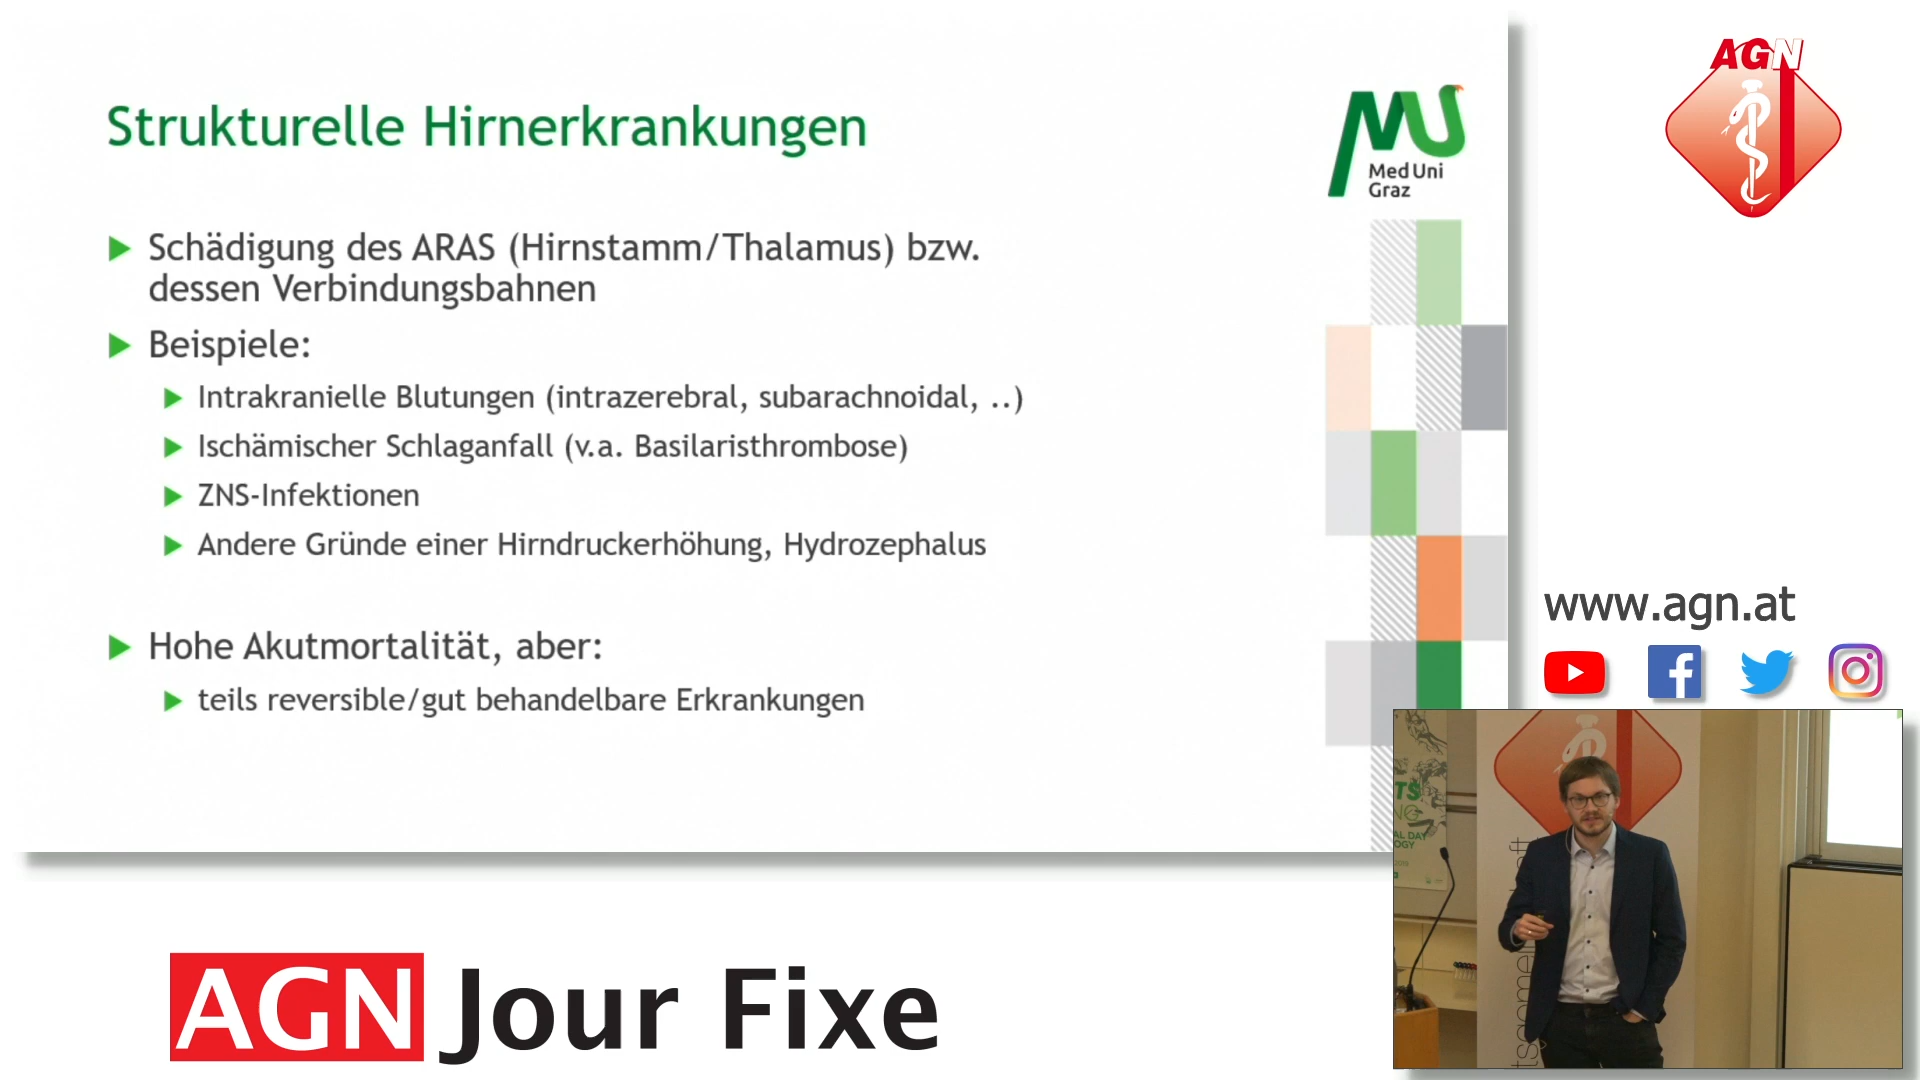 Strukturelle Hirnerkrankungen
Schädigung des ARAS (Hirnstamm/Thalamus) bzw.
dessen Verbindungsbahnen
Beispiele:
Intrakranielle Blutungen (intrazerebral, subarachnoidal, ..)
Ischämischer Schlaganfall (v.a. Basilaristhrombose)
ZNS-Infektionen
Andere Gründe einer Hirndruckerhöhung, Hydrozephalus
Hohe Akutmortalität, aber:
teils reversible/gut behandelbare Erkrankungen
MU
Med Uni
Graz
AGN
www.agn.at
AGN Jour Fixe